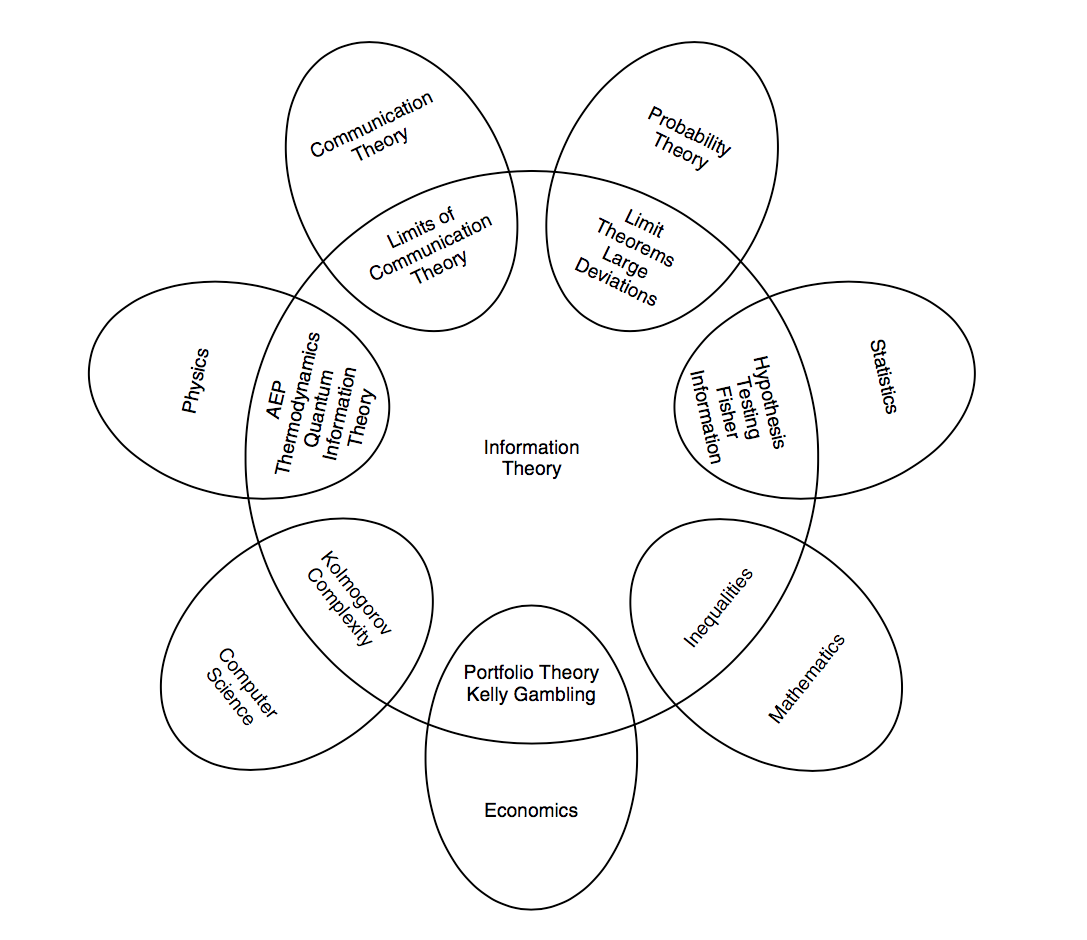 Communication
Theory
Probability
Theory
Limits of
Communication
Theory
Limit
Theorems
Large
Deviations
Physics
AEP
Thermodynamics
Quantum
Information
Theory
Hypothesis
Testing
Fisher
Information
Statistics
Information
Theory
Kolmogorov
Complexity
Computer
Science
Portfolio Theory
Kelly Gambling
Economics
Inequalities
Mathematics